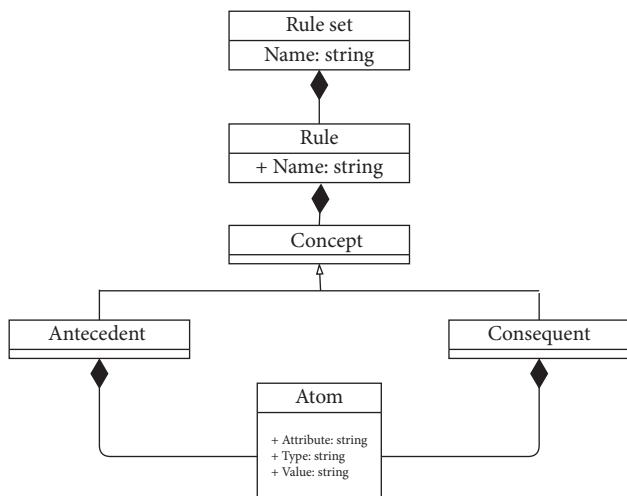 Rule set
Name: string
Rule
+ Name: string
Concept
Antecedent
Consequent
Atom
+ Attribute: string
+ Type: string
+ Value: string